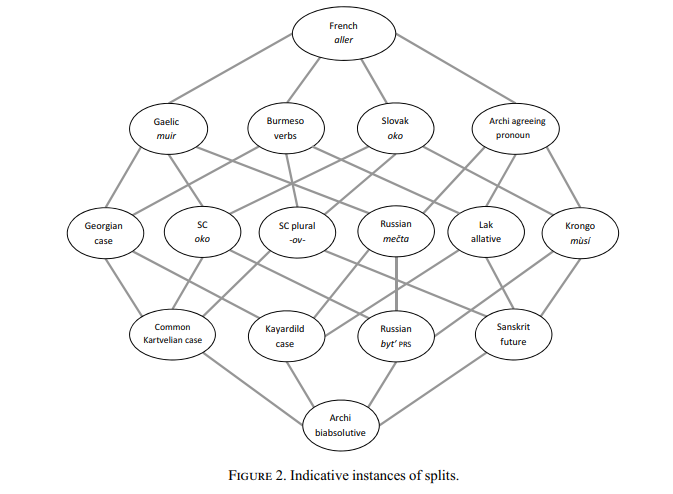 French
aller
Gaelic
muir
Burmeso
verbs
Slovak
oko
Archi agreeing
pronoun
Georgian
case
SC
oko
SC plural
-ov-
Russian
mečta
Lak
allative
Krongo
mùsí
Common
Kartvelian case
Kayardild
case
Russian
byt' PRS
Sanskrit
future
Archi
biabsolutive
FIGURE 2. Indicative instances of splits.